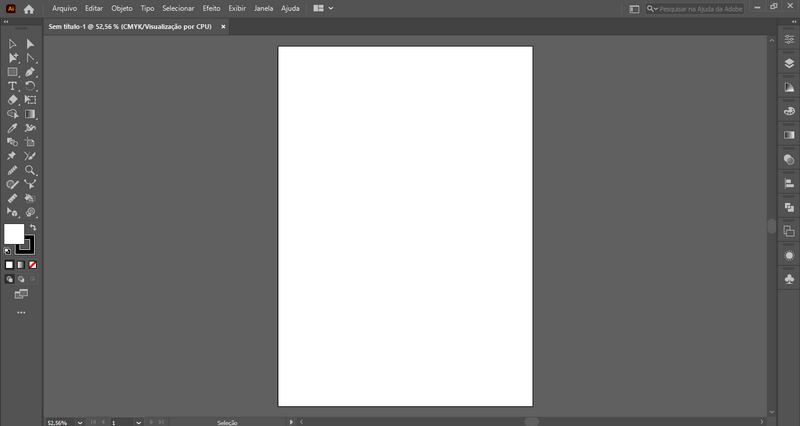 Ai Arquivo Editar Objeto Tipo Selecionar Efeito Exibir Janela Ajuda Pesquisar na Ajuda da Adobe
Sem título-1 @ 52,56 % (CMYK/Visualização por CPU) ×
T
52,56% 1 Seleção